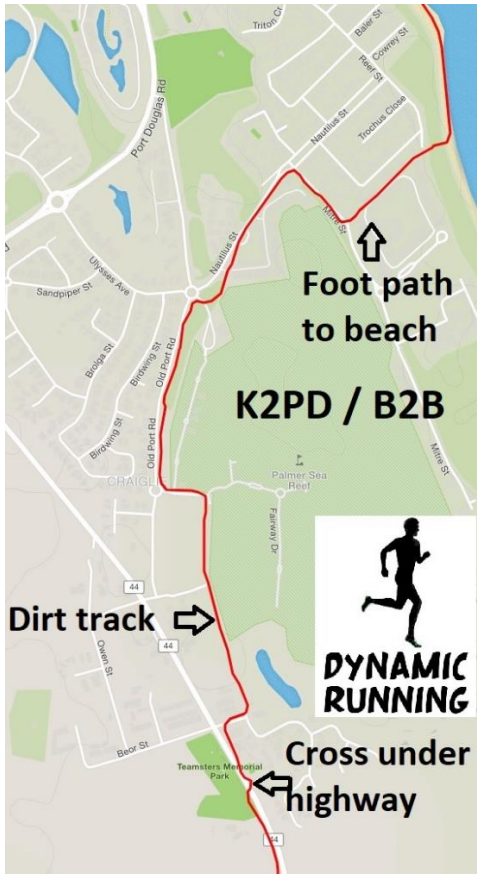 Triton Cr
Baler St
Cowrey St
Reef St
Port Douglas Rd
Nautilus St
Trochus Close
Mitre St
Foot path
to beach
Ulysses Ave
Nautilus St
Sandpiper St
Old Port Rd
Birdwing St
Brolga St
K2PD / B2B
Birdwing St
Old Port Rd
Mitre St
CRAIGLIE
Palmer Sea
Reef
Fairway Dr
44
Dirt track
44
Owen St
DYNAMIC
RUNNING
Beor St
Teamsters Memorial
Park
Cross under
highway
44